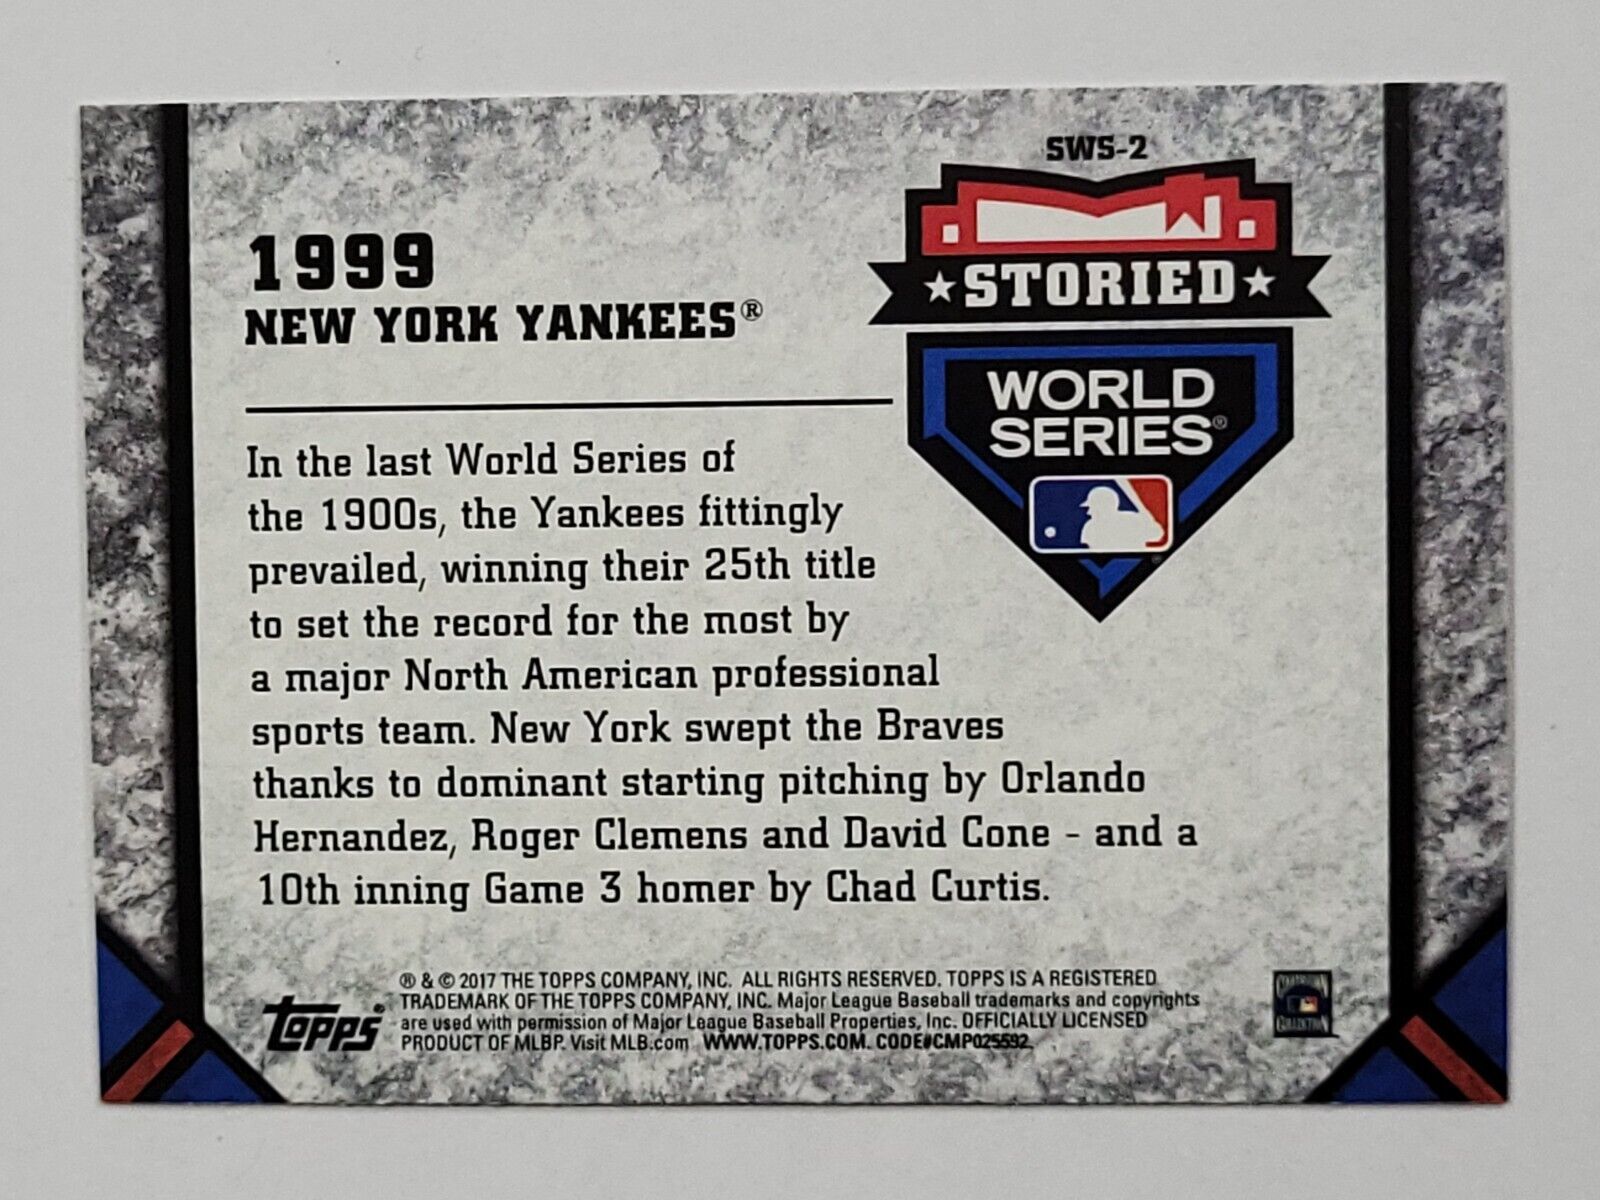 SWS-2
1999
NEW YORK YANKEES®
★STORIED★
WORLD
SERIES®
In the last World Series of
the 1900s, the Yankees fittingly
prevailed, winning their 25th title
to set the record for the most by
a major North American professional
sports team. New York swept the Braves
thanks to dominant starting pitching by Orlando
Hernandez, Roger Clemens and David Cone - and a
10th inning Game 3 homer by Chad Curtis.
Topps®
® & © 2017 THE TOPPS COMPANY, INC. ALL RIGHTS RESERVED. TOPPS IS A REGISTERED
TRADEMARK OF THE TOPPS COMPANY, INC. Major League Baseball trademarks and copyrights
are used with permission of Major League Baseball Properties, Inc. OFFICIALLY LICENSED
PRODUCT OF MLBP. Visit MLB.com WWW.TOPPS.COM. CODE#CMP025592.
COLLECTION